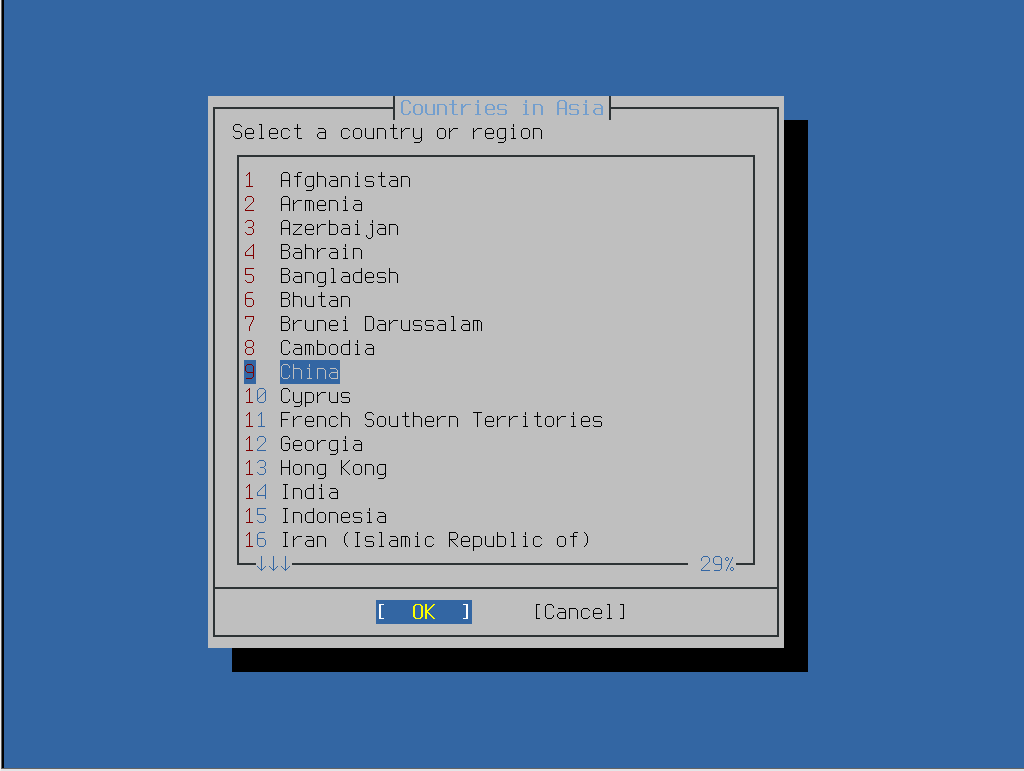 Countries in Asia
Select a country or region
1 Afghanistan
2 Armenia
3 Azerbaijan
4 Bahrain
5 Bangladesh
6 Bhutan
7 Brunei Darussalam
8 Cambodia
9 China
10 Cyprus
11 French Southern Territories
12 Georgia
13 Hong Kong
14 India
15 Indonesia
16 Iran (Islamic Republic of)
↓↓↓ 29%
[ OK ] [Cancel]